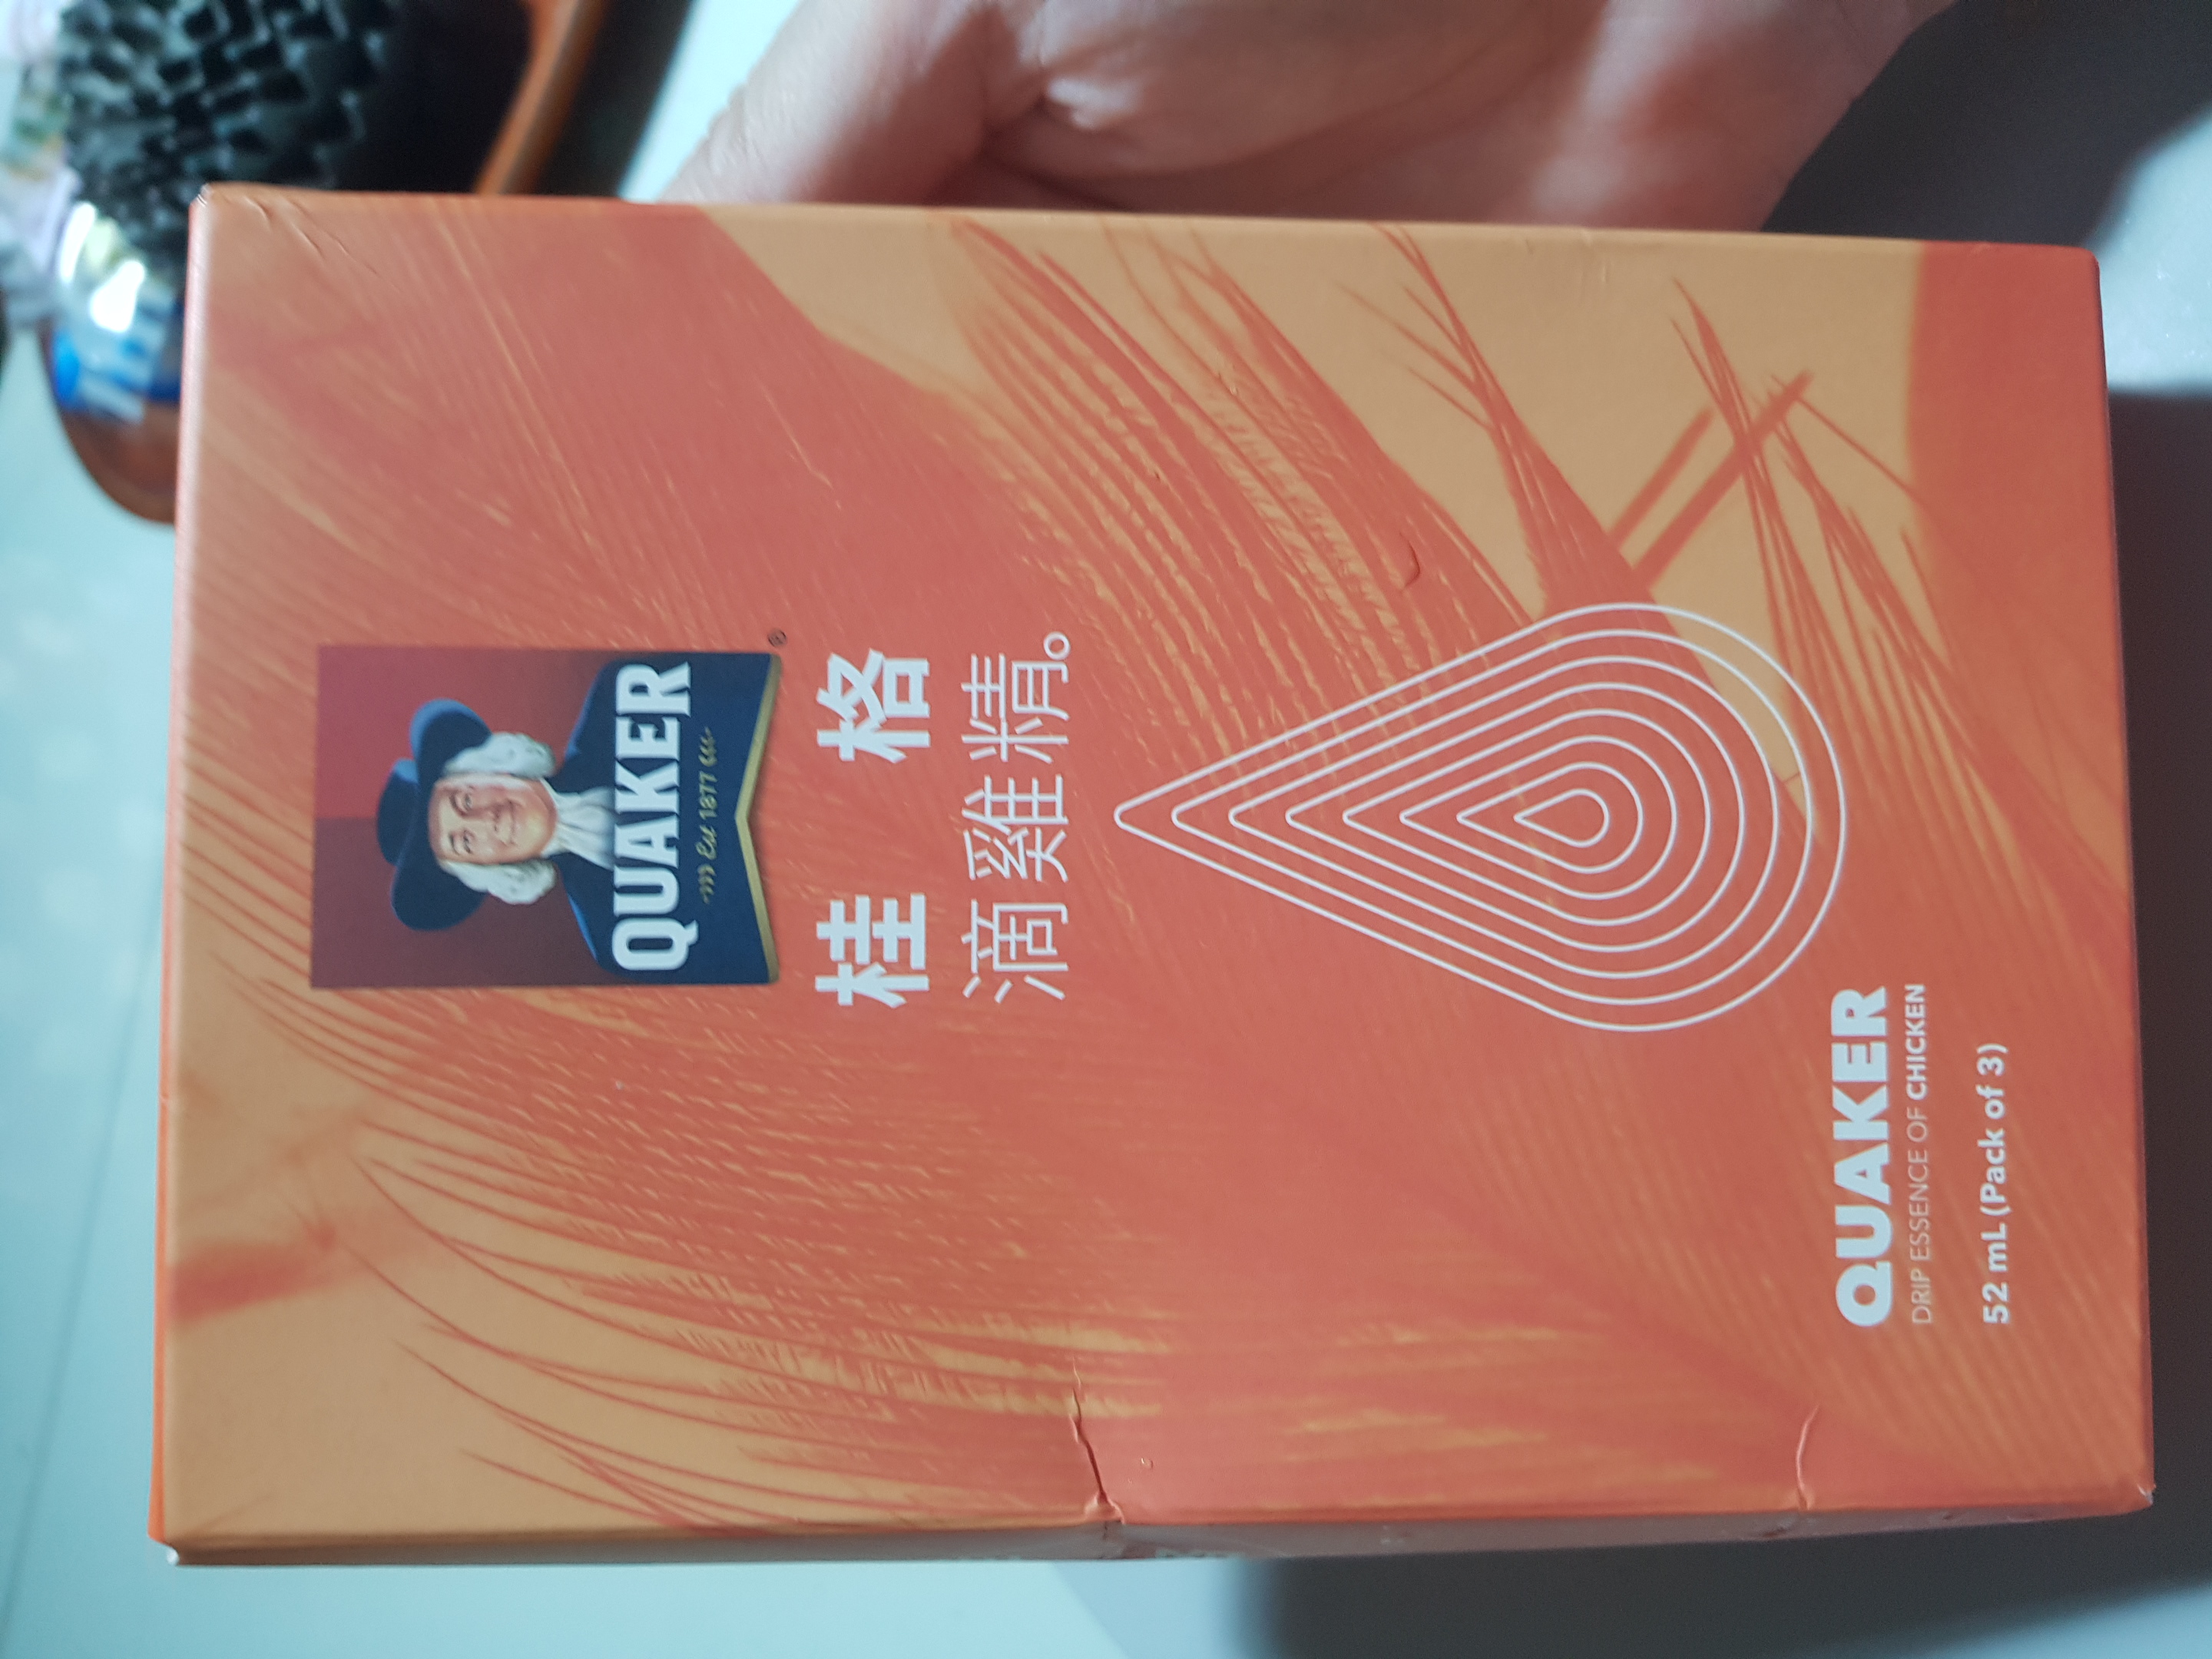 QUAKER
Est. 1877
®
桂格
滴雞精。
QUAKER
DRIP ESSENCE OF CHICKEN
52 mL (Pack of 3)